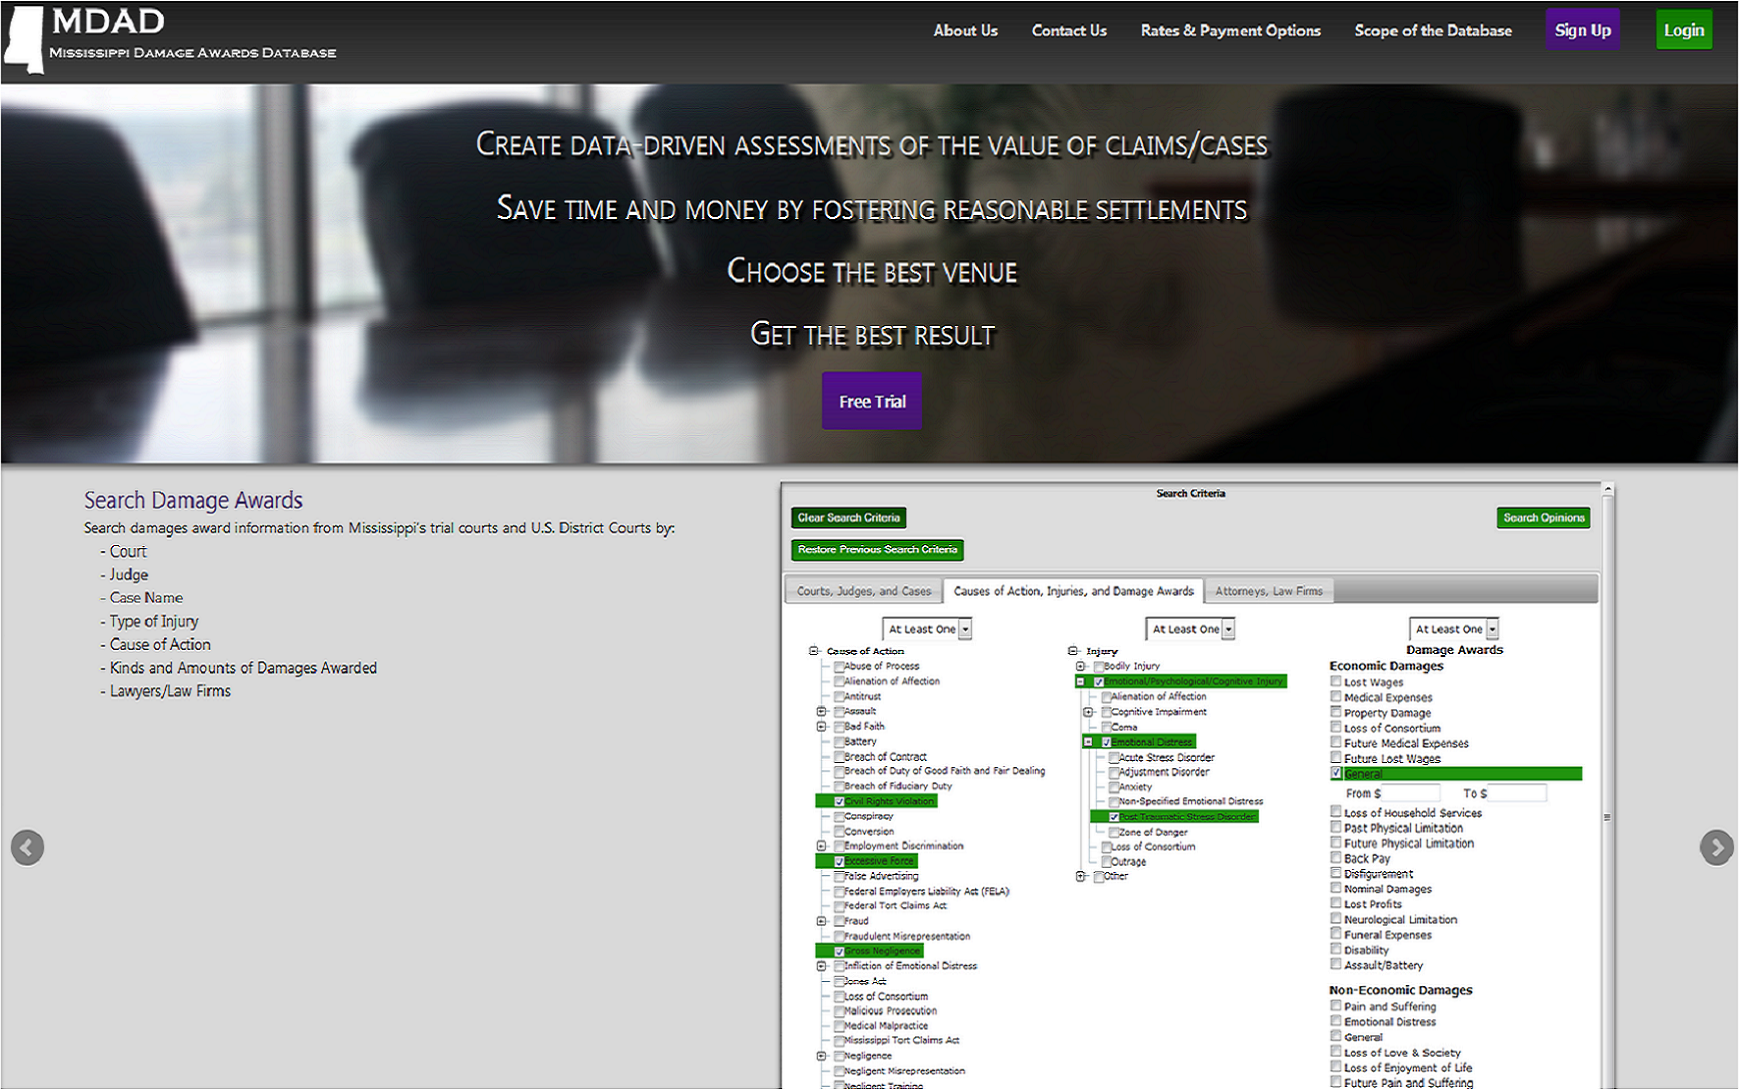 MDAD
Mississippi Damage Awards Database
About Us
Contact Us
Rates & Payment Options
Scope of the Database
Sign Up
Login
Create data-driven assessments of the value of claims/cases
Save time and money by fostering reasonable settlements
Choose the best venue
Get the best result
Free Trial
Search Damage Awards
Search damages award information from Mississippi's trial courts and U.S. District Courts by:
- Court
- Judge
- Case Name
- Type of Injury
- Cause of Action
- Kinds and Amounts of Damages Awarded
- Lawyers/Law Firms
Search Criteria
Clear Search Criteria
Search Opinions
Restore Previous Search Criteria
Courts, Judges, and Cases
Causes of Action, Injuries, and Damage Awards
Attorneys, Law Firms
At Least One
Cause of Action
Abuse of Process
Alienation of Affection
Antitrust
Assault
Bad Faith
Battery
Breach of Contract
Breach of Duty of Good Faith and Fair Dealing
Breach of Fiduciary Duty
Civil Rights Violation
Conspiracy
Conversion
Employment Discrimination
Excessive Force
False Advertising
Federal Employers Liability Act (FELA)
Federal Tort Claims Act
Fraud
Fraudulent Misrepresentation
Gross Negligence
Infliction of Emotional Distress
Jones Act
Loss of Consortium
Malicious Prosecution
Medical Malpractice
Mississippi Tort Claims Act
Negligence
Negligent Misrepresentation
Negligent Training
At Least One
Injury
Bodily Injury
Emotional/Psychological/Cognitive Injury
Alienation of Affection
Cognitive Impairment
Coma
Emotional Distress
Acute Stress Disorder
Adjustment Disorder
Anxiety
Non-Specified Emotional Distress
Post Traumatic Stress Disorder
Zone of Danger
Loss of Consortium
Outrage
Other
At Least One
Damage Awards
Economic Damages
Lost Wages
Medical Expenses
Property Damage
Loss of Consortium
Future Medical Expenses
Future Lost Wages
General
From $ To $
Loss of Household Services
Past Physical Limitation
Future Physical Limitation
Back Pay
Disfigurement
Nominal Damages
Lost Profits
Neurological Limitation
Funeral Expenses
Disability
Assault/Battery
Non-Economic Damages
Pain and Suffering
Emotional Distress
General
Loss of Love & Society
Loss of Enjoyment of Life
Future Pain and Suffering